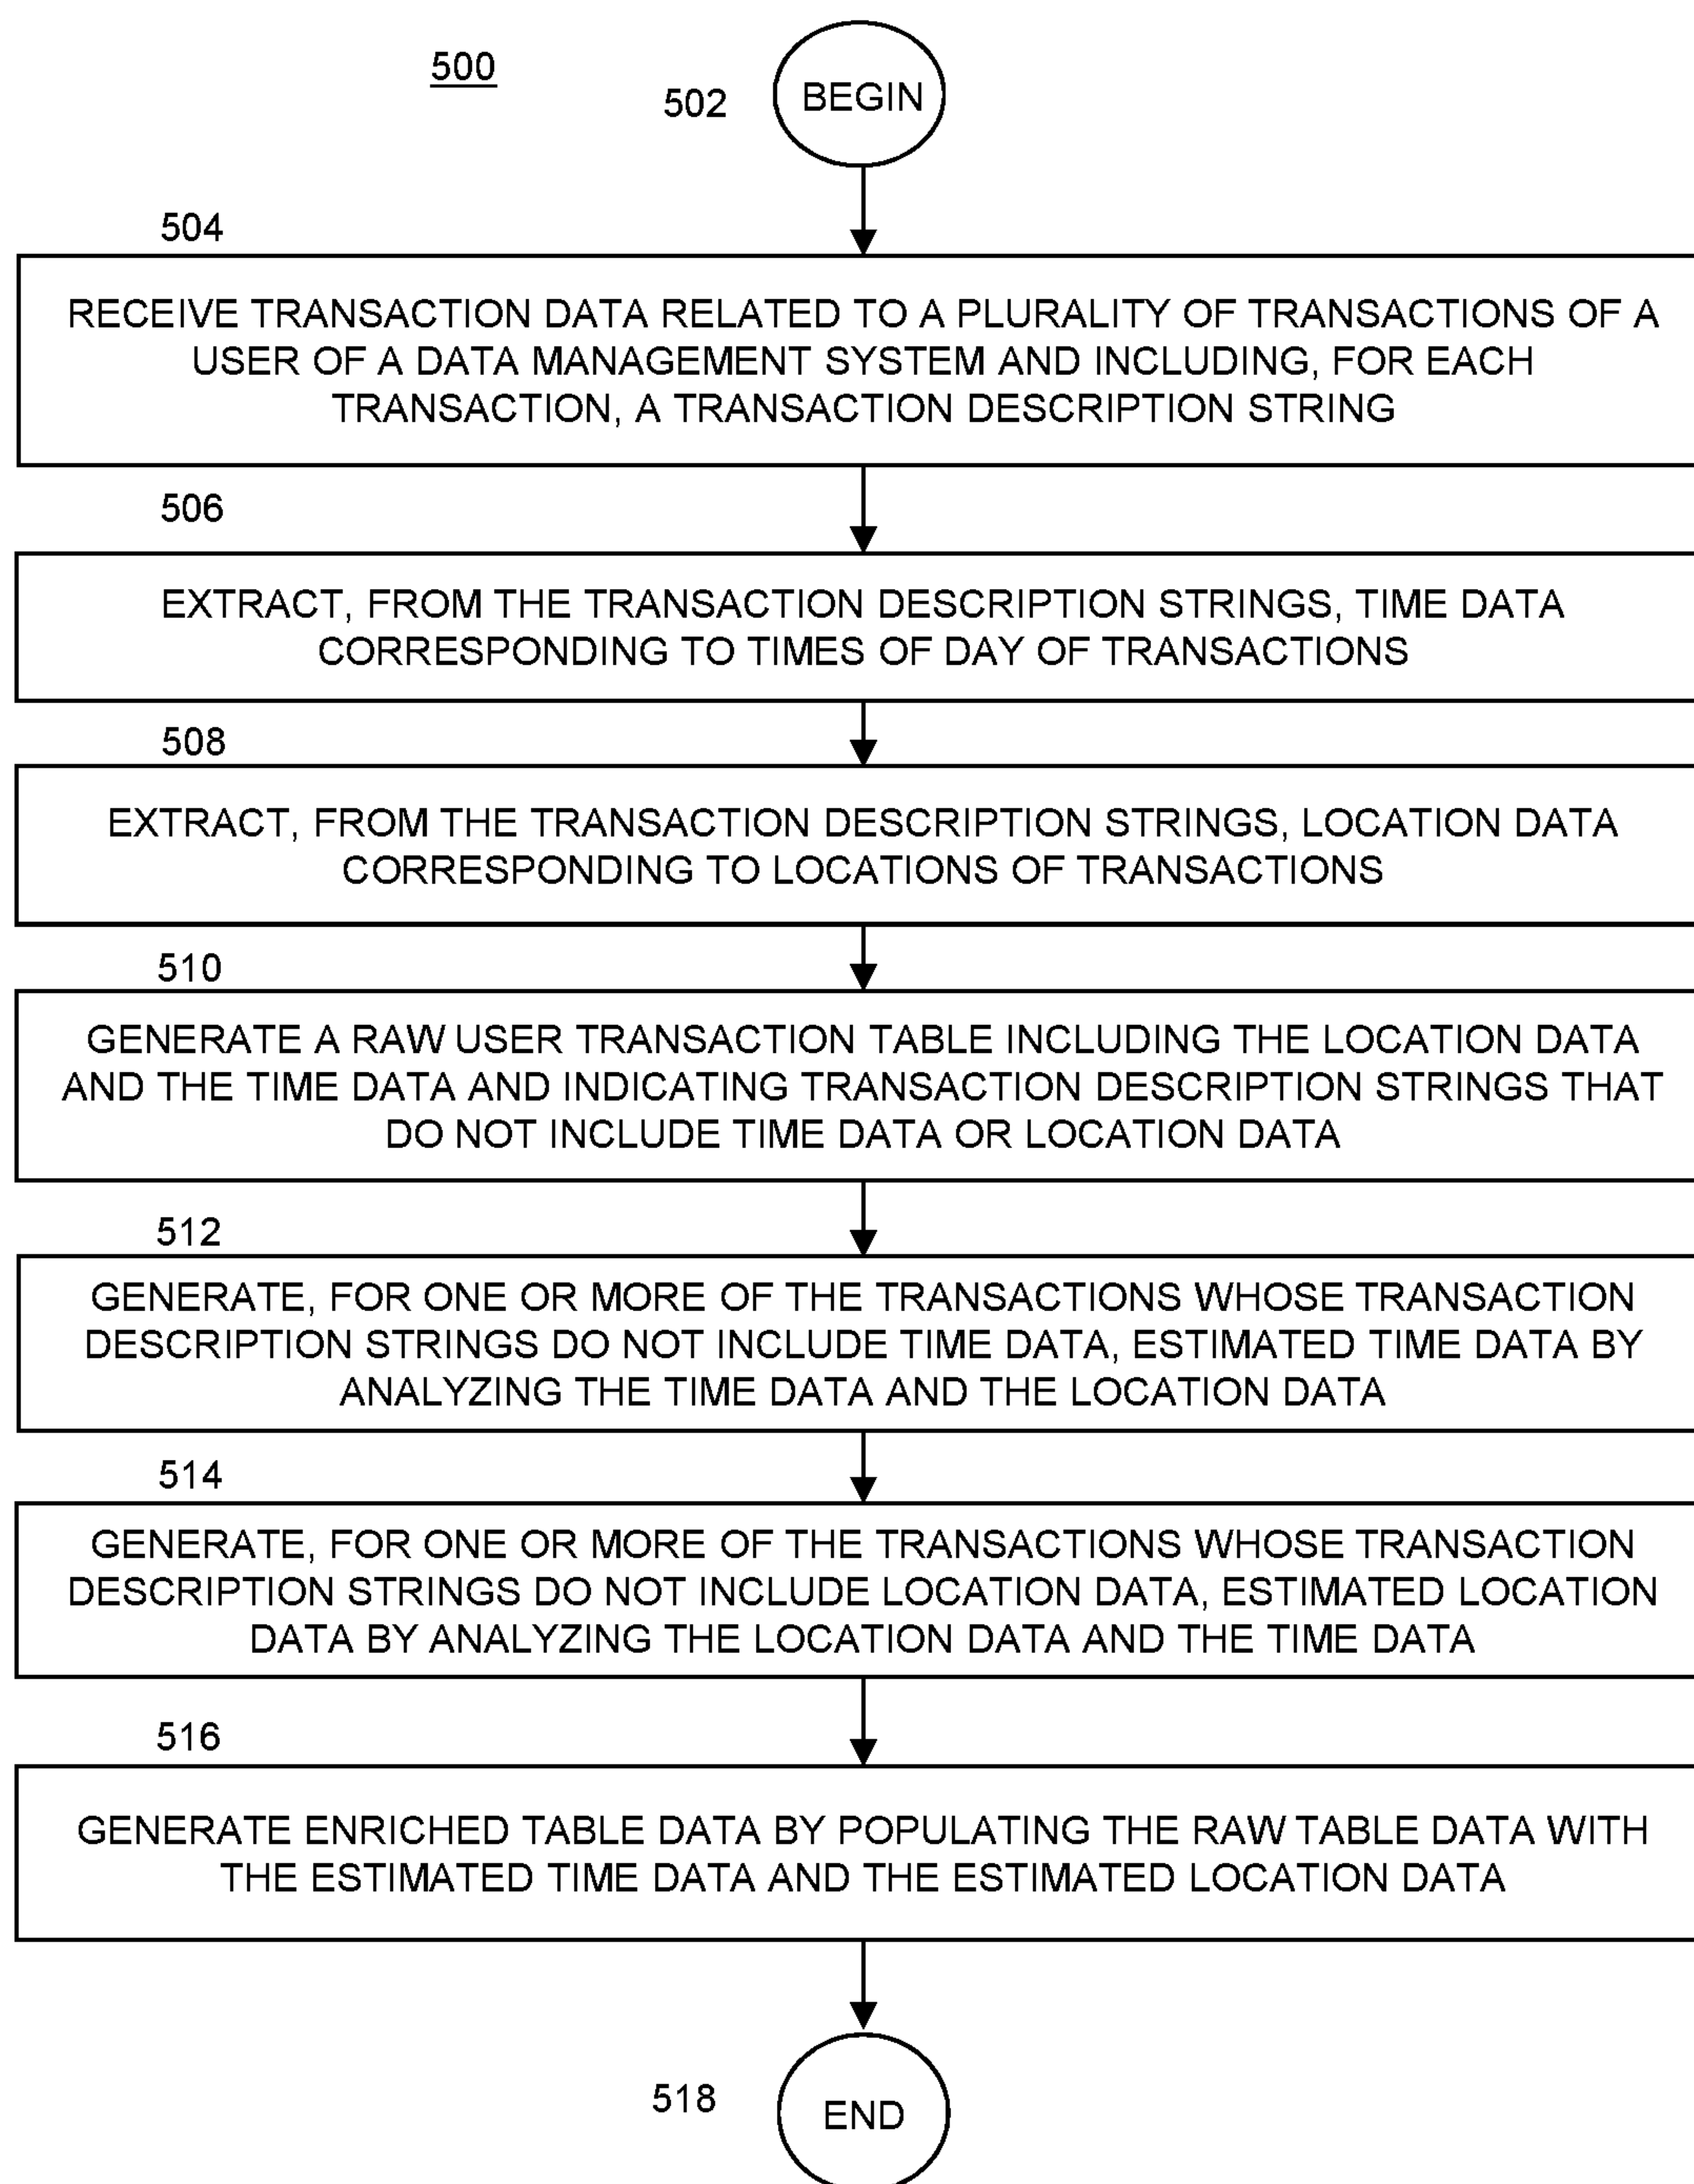 500
502
BEGIN
504
RECEIVE TRANSACTION DATA RELATED TO A PLURALITY OF TRANSACTIONS OF A
USER OF A DATA MANAGEMENT SYSTEM AND INCLUDING, FOR EACH
TRANSACTION, A TRANSACTION DESCRIPTION STRING
506
EXTRACT, FROM THE TRANSACTION DESCRIPTION STRINGS, TIME DATA
CORRESPONDING TO TIMES OF DAY OF TRANSACTIONS
508
EXTRACT, FROM THE TRANSACTION DESCRIPTION STRINGS, LOCATION DATA
CORRESPONDING TO LOCATIONS OF TRANSACTIONS
510
GENERATE A RAW USER TRANSACTION TABLE INCLUDING THE LOCATION DATA
AND THE TIME DATA AND INDICATING TRANSACTION DESCRIPTION STRINGS THAT
DO NOT INCLUDE TIME DATA OR LOCATION DATA
512
GENERATE, FOR ONE OR MORE OF THE TRANSACTIONS WHOSE TRANSACTION
DESCRIPTION STRINGS DO NOT INCLUDE TIME DATA, ESTIMATED TIME DATA BY
ANALYZING THE TIME DATA AND THE LOCATION DATA
514
GENERATE, FOR ONE OR MORE OF THE TRANSACTIONS WHOSE TRANSACTION
DESCRIPTION STRINGS DO NOT INCLUDE LOCATION DATA, ESTIMATED LOCATION
DATA BY ANALYZING THE LOCATION DATA AND THE TIME DATA
516
GENERATE ENRICHED TABLE DATA BY POPULATING THE RAW TABLE DATA WITH
THE ESTIMATED TIME DATA AND THE ESTIMATED LOCATION DATA
518
END